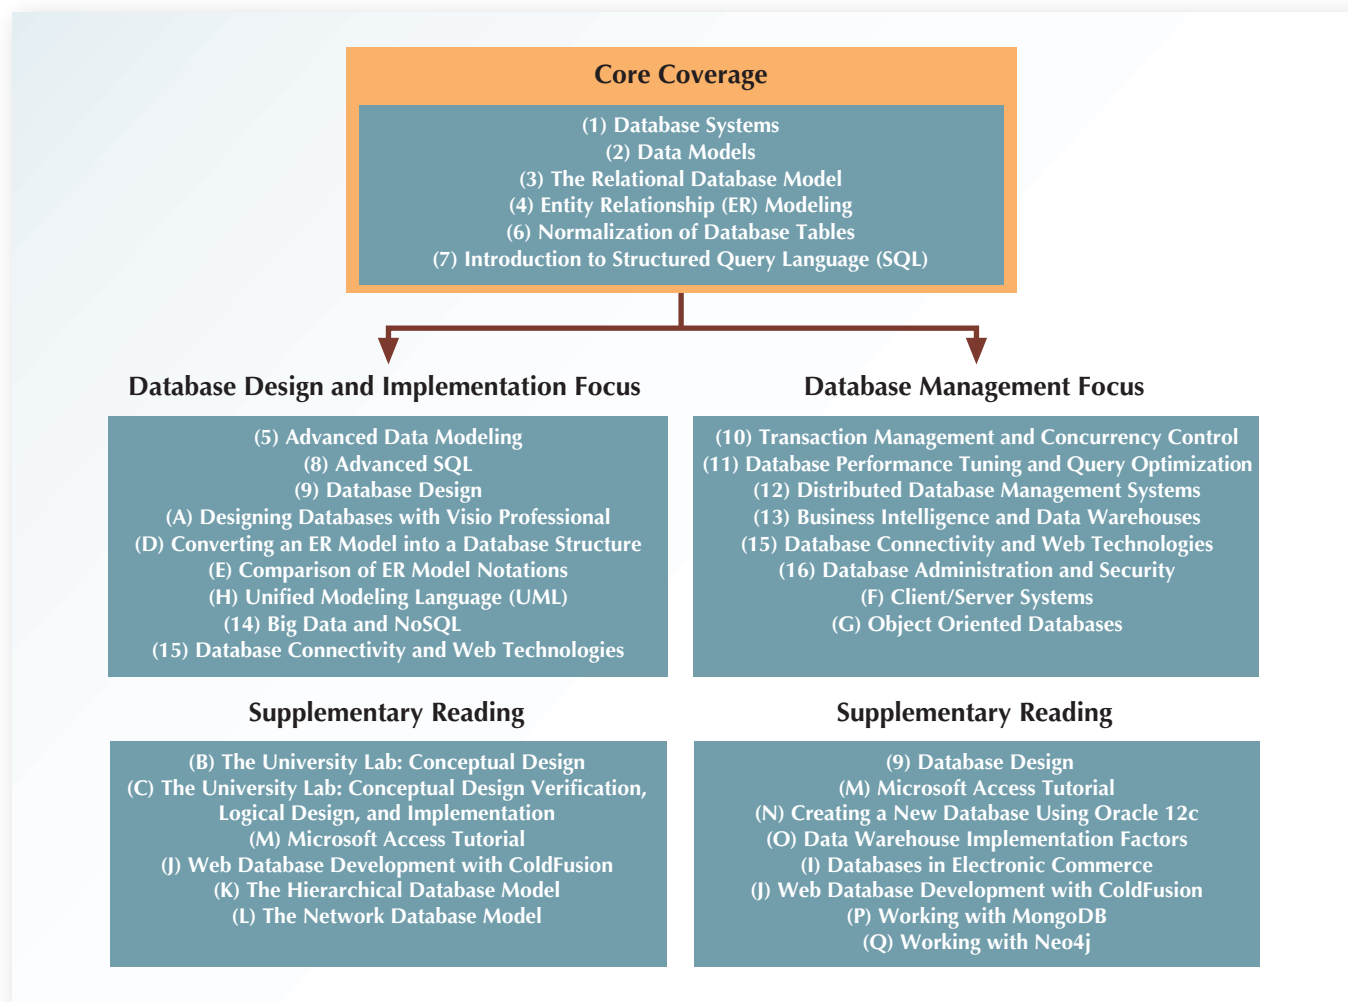 Core Coverage
(1) Database Systems
(2) Data Models
(3) The Relational Database Model
(4) Entity Relationship (ER) Modeling
(6) Normalization of Database Tables
(7) Introduction to Structured Query Language (SQL)
Database Design and Implementation Focus
(5) Advanced Data Modeling
(8) Advanced SQL
(9) Database Design
(A) Designing Databases with Visio Professional
(D) Converting an ER Model into a Database Structure
(E) Comparison of ER Model Notations
(H) Unified Modeling Language (UML)
(14) Big Data and NoSQL
(15) Database Connectivity and Web Technologies
Supplementary Reading
(B) The University Lab: Conceptual Design
(C) The University Lab: Conceptual Design Verification,
Logical Design, and Implementation
(M) Microsoft Access Tutorial
(J) Web Database Development with ColdFusion
(K) The Hierarchical Database Model
(L) The Network Database Model
Database Management Focus
(10) Transaction Management and Concurrency Control
(11) Database Performance Tuning and Query Optimization
(12) Distributed Database Management Systems
(13) Business Intelligence and Data Warehouses
(15) Database Connectivity and Web Technologies
(16) Database Administration and Security
(F) Client/Server Systems
(G) Object Oriented Databases
Supplementary Reading
(9) Database Design
(M) Microsoft Access Tutorial
(N) Creating a New Database Using Oracle 12c
(O) Data Warehouse Implementation Factors
(I) Databases in Electronic Commerce
(J) Web Database Development with ColdFusion
(P) Working with MongoDB
(Q) Working with Neo4j